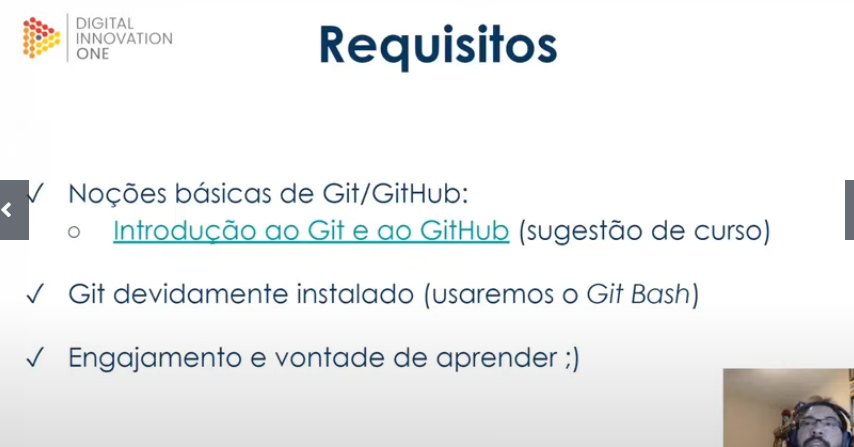 DIGITAL
INNOVATION
ONE
Requisitos
✓ Noções básicas de Git/GitHub:
○ Introdução ao Git e ao GitHub (sugestão de curso)
✓ Git devidamente instalado (usaremos o Git Bash)
✓ Engajamento e vontade de aprender ;)